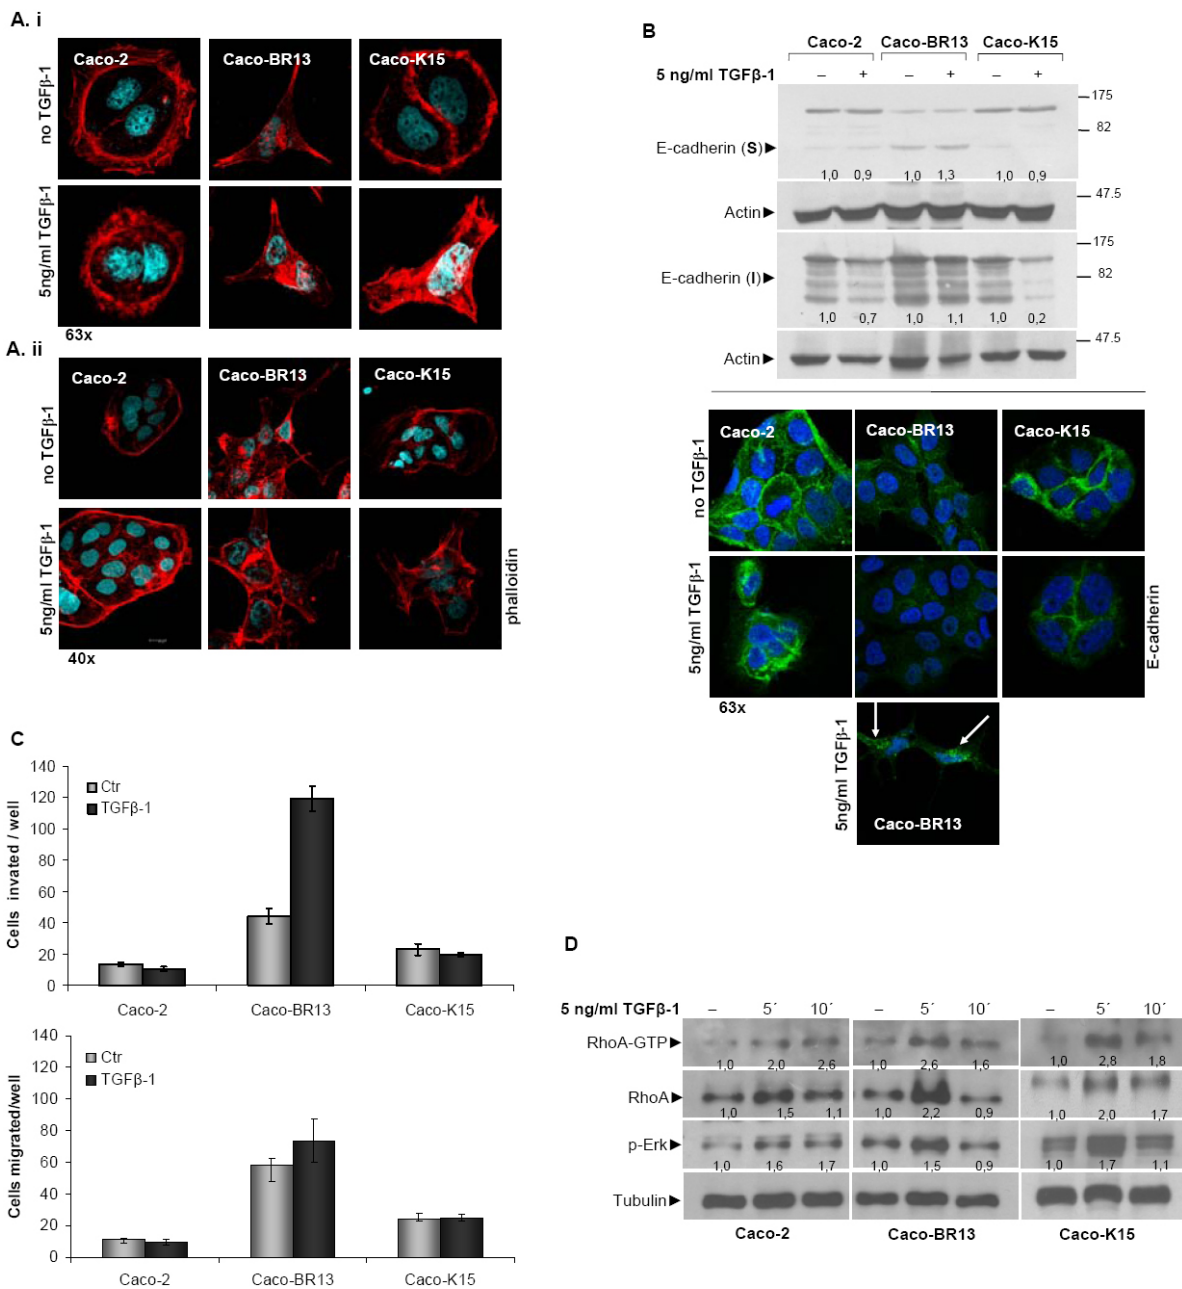 A. i
Caco-2 Caco-BR13 Caco-K15
no TGFβ-1
5ng/ml TGFβ-1
63x
A. ii
Caco-2 Caco-BR13 Caco-K15
no TGFβ-1
5ng/ml TGFβ-1
phalloidin
40x
B
Caco-2 Caco-BR13 Caco-K15
5 ng/ml TGFβ-1 – + – + – +
175
82
E-cadherin (S)
1,0 0,9 1,0 1,3 1,0 0,9
47.5
Actin
175
E-cadherin (I) 82
1,0 0,7 1,0 1,1 1,0 0,2
47.5
Actin
Caco-2 Caco-BR13 Caco-K15
no TGFβ-1
5ng/ml TGFβ-1
E-cadherin
63x
5ng/ml TGFβ-1
Caco-BR13
C
140
120
100
80
60
40
20
0
Cells invated / well
Ctr
TGFβ-1
Caco-2 Caco-BR13 Caco-K15
140
120
100
80
60
40
20
0
Cells migrated/well
Ctr
TGFβ-1
Caco-2 Caco-BR13 Caco-K15
D
5 ng/ml TGFβ-1 – 5´ 10´ – 5´ 10´ – 5´ 10´
RhoA-GTP
1,0 2,0 2,6 1,0 2,6 1,6 1,0 2,8 1,8
RhoA
1,0 1,5 1,1 1,0 2,2 0,9 1,0 2,0 1,7
p-Erk
1,0 1,6 1,7 1,0 1,5 0,9 1,0 1,7 1,1
Tubulin
Caco-2 Caco-BR13 Caco-K15